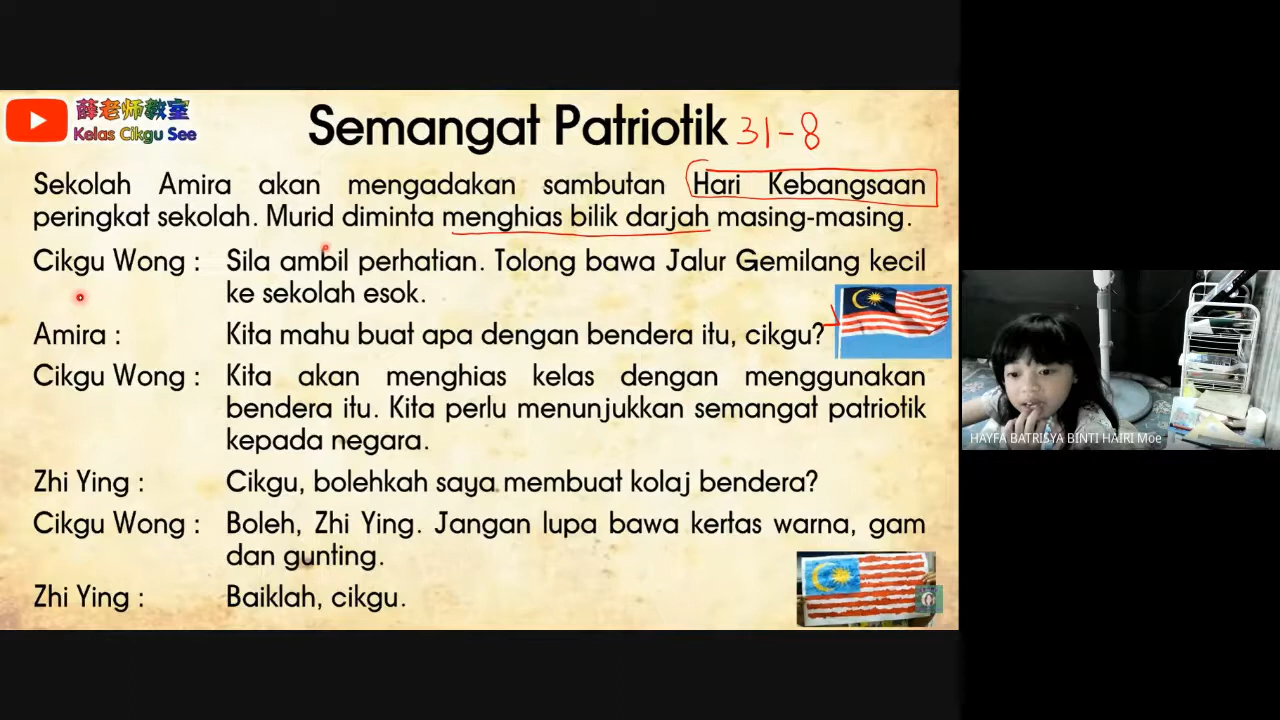 薛老师教室
Kelas Cikgu See
Semangat Patriotik 31-8
Sekolah Amira akan mengadakan sambutan Hari Kebangsaan
peringkat sekolah. Murid diminta menghias bilik darjah masing-masing.
Cikgu Wong : Sila ambil perhatian. Tolong bawa Jalur Gemilang kecil
ke sekolah esok.
Amira : Kita mahu buat apa dengan bendera itu, cikgu?
Cikgu Wong : Kita akan menghias kelas dengan menggunakan
bendera itu. Kita perlu menunjukkan semangat patriotik
kepada negara.
Zhi Ying : Cikgu, bolehkah saya membuat kolaj bendera?
Cikgu Wong : Boleh, Zhi Ying. Jangan lupa bawa kertas warna, gam
dan gunting.
Zhi Ying : Baiklah, cikgu.
HAYFA BATRISYA BINTI HAIRI Moe